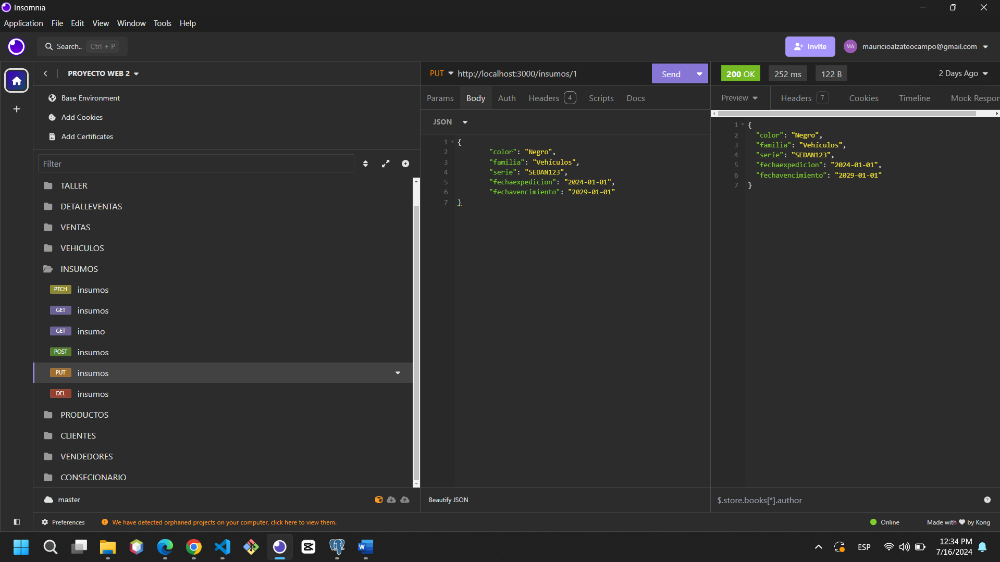 Insomnia
Application File Edit View Window Tools Help
Search.. Ctrl + P
Invite MA mauricioalzateocampo@gmail.com
PROYECTO WEB 2
Base Environment
Add Cookies
Add Certificates
Filter
TALLER
DETALLEVENTAS
VENTAS
VEHICULOS
INSUMOS
PTCH insumos
GET insumos
GET insumo
POST insumos
PUT insumos
DEL insumos
PRODUCTOS
CLIENTES
VENDEDORES
CONSECIONARIO
master
PUT http://localhost:3000/insumos/1 Send
Params Body Auth Headers 4 Scripts Docs
JSON
1 {
2 "color": "Negro",
3 "familia": "Vehículos",
4 "serie": "SEDAN123",
5 "fechaexpedicion": "2024-01-01",
6 "fechavencimiento": "2029-01-01"
7 }
Beautify JSON
200 OK 252 ms 122 B 2 Days Ago
Preview Headers 7 Cookies Timeline Mock Respor
1 {
2 "color": "Negro",
3 "familia": "Vehículos",
4 "serie": "SEDAN123",
5 "fechaexpedicion": "2024-01-01",
6 "fechavencimiento": "2029-01-01"
7 }
$.store.books[*].author
Preferences We have detected orphaned projects on your computer, click here to view them. Online Made with ❤ by Kong
W ESP 12:34 PM
7/16/2024